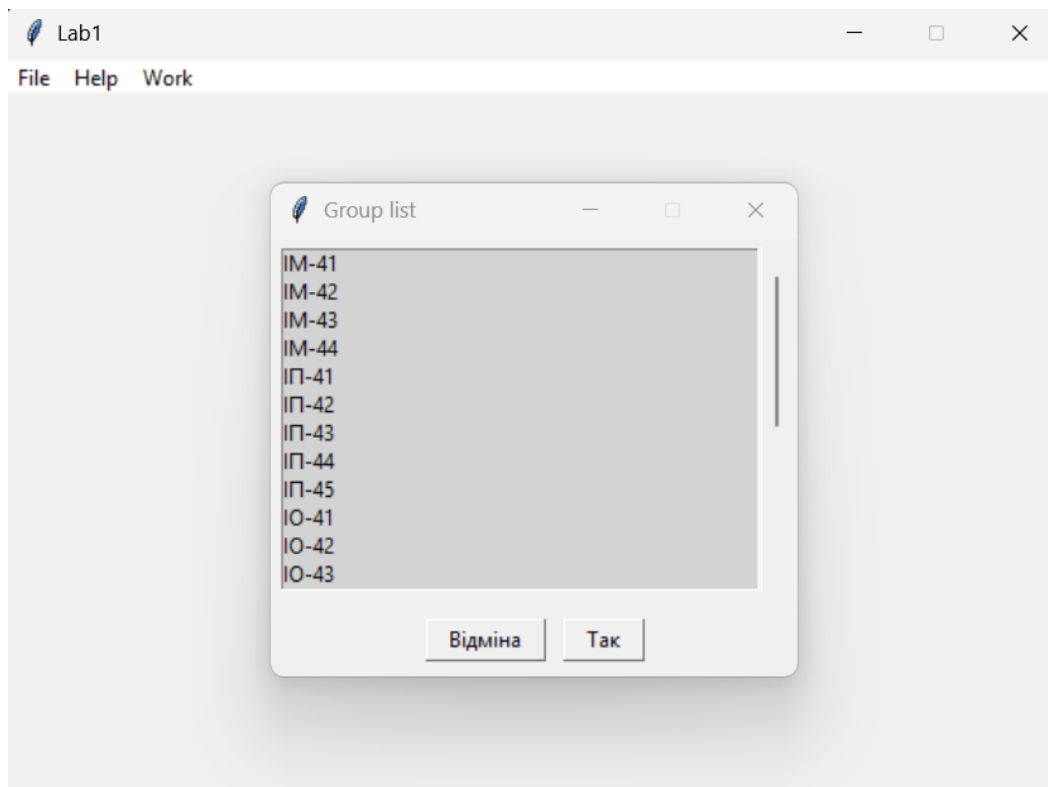 Lab1
File Help Work
Group list
ІМ-41
ІМ-42
ІМ-43
ІМ-44
ІП-41
ІП-42
ІП-43
ІП-44
ІП-45
ІО-41
ІО-42
ІО-43
Відміна Так